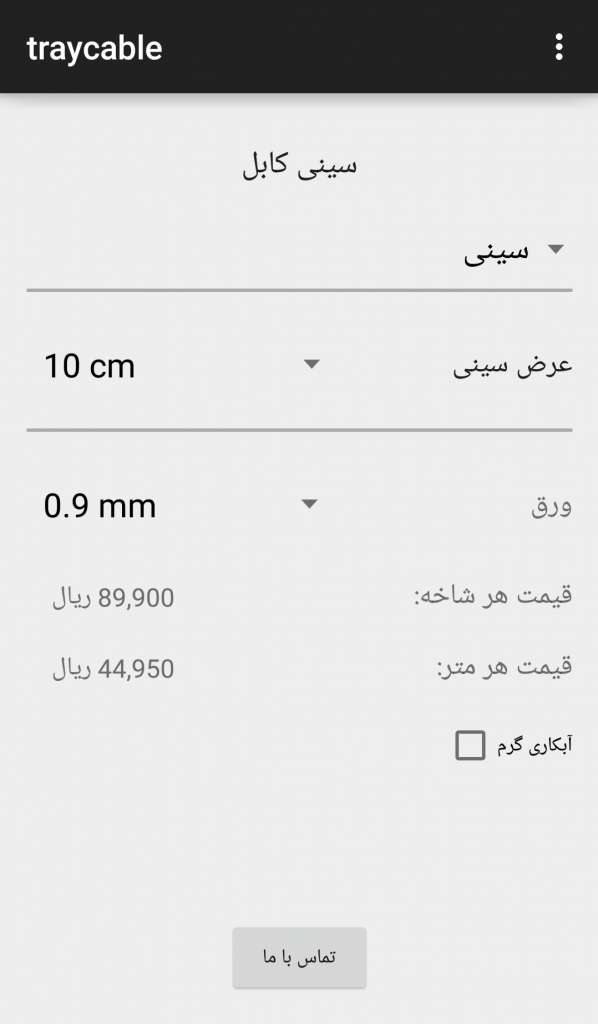 traycable
سینی کابل
سینی
عرض سینی 10 cm
ورق 0.9 mm
قیمت هر شاخه: 89,900 ریال
قیمت هر متر: 44,950 ریال
آبکاری گرم
تماس با ما